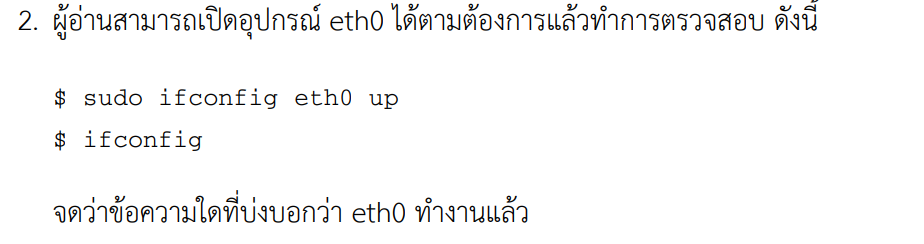 2. ผู้อ่านสามารถเปิดอุปกรณ์ eth0 ได้ตามต้องการแล้วทำการตรวจสอบ ดังนี้
$ sudo ifconfig eth0 up
$ ifconfig
จดว่าข้อความใดที่บ่งบอกว่า eth0 ทำงานแล้ว